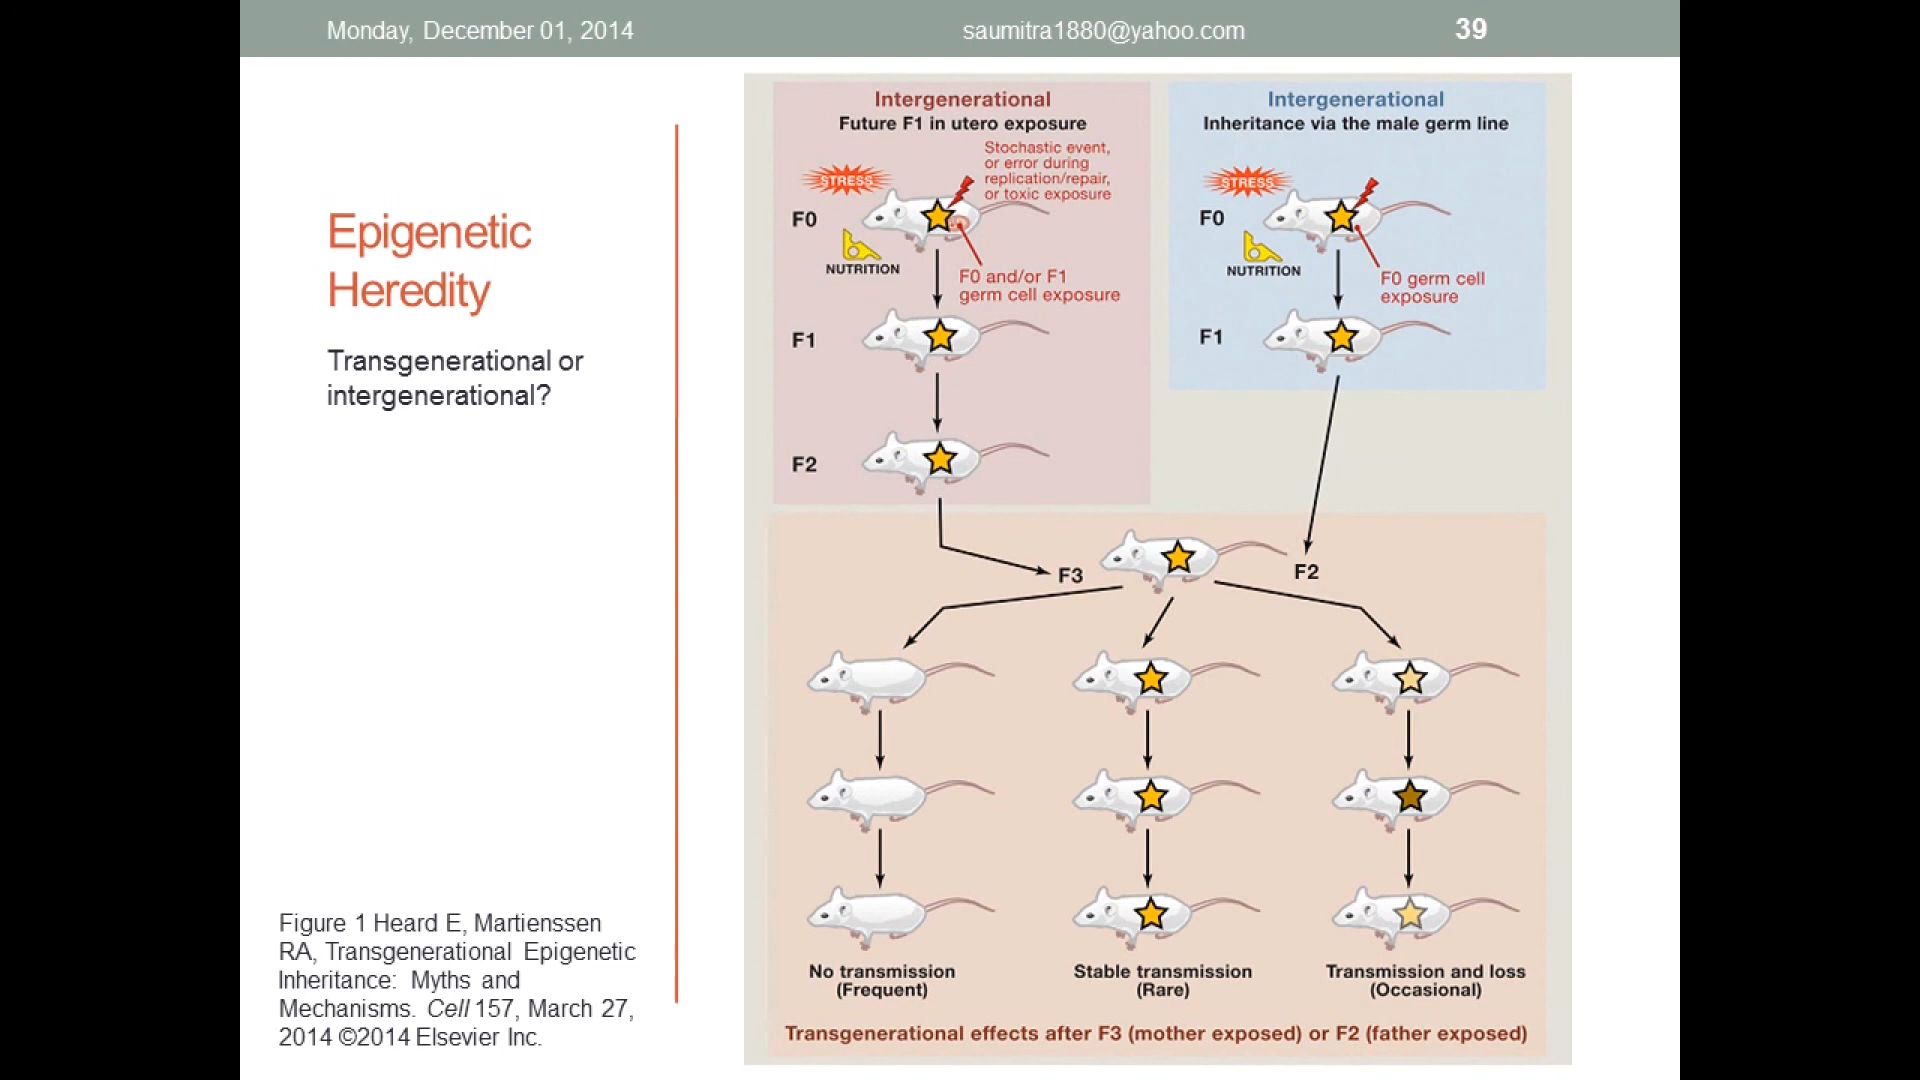 Monday, December 01, 2014
saumitra1880@yahoo.com
39
Epigenetic
Heredity
Transgenerational or
intergenerational?
Figure 1 Heard E, Martienssen
RA, Transgenerational Epigenetic
Inheritance: Myths and
Mechanisms. Cell 157, March 27,
2014 ©2014 Elsevier Inc.
Intergenerational
Future F1 in utero exposure
Stochastic event,
or error during
replication/repair,
or toxic exposure
STRESS
F0
NUTRITION
F0 and/or F1
germ cell exposure
F1
F2
Intergenerational
Inheritance via the male germ line
STRESS
F0
NUTRITION
F0 germ cell
exposure
F1
F3
F2
No transmission
(Frequent)
Stable transmission
(Rare)
Transmission and loss
(Occasional)
Transgenerational effects after F3 (mother exposed) or F2 (father exposed)